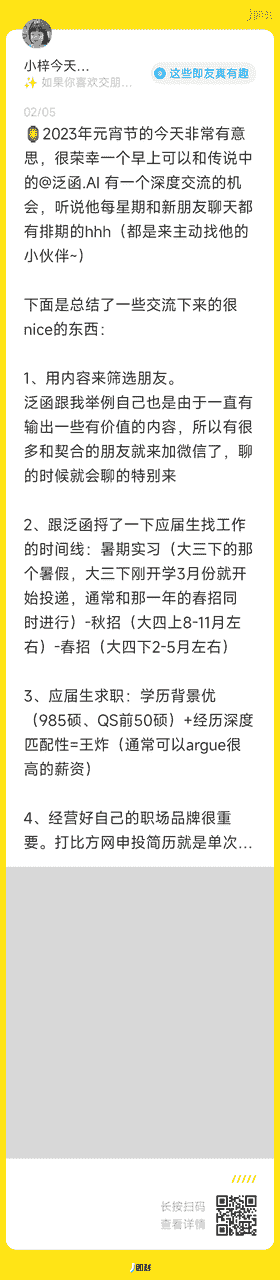 即刻
小梓今天...
✨ 如果你喜欢交朋...
这些即友真有趣
02/05
2023年元宵节的今天非常有意
思，很荣幸一个早上可以和传说中
的@泛函.AI 有一个深度交流的机
会，听说他每星期和新朋友聊天都
有排期的hhh（都是来主动找他的
小伙伴~）
下面是总结了一些交流下来的很
nice的东西：
1、用内容来筛选朋友。
泛函跟我举例自己也是由于一直有
输出一些有价值的内容，所以有很
多和契合的朋友就来加微信了，聊
的时候就会聊的特别来
2、跟泛函捋了一下应届生找工作
的时间线：暑期实习（大三下的那
个暑假，大三下刚开学3月份就开
始投递，通常和那一年的春招同
时进行）-秋招（大四上8-11月左
右）-春招（大四下2-5月左右）
3、应届生求职：学历背景优
（985硕、QS前50硕）+经历深度
匹配性=王炸（通常可以argue很
高的薪资）
4、经营好自己的职场品牌很重
要。打比方网申投简历就是单次...
长按扫码
查看详情
即刻